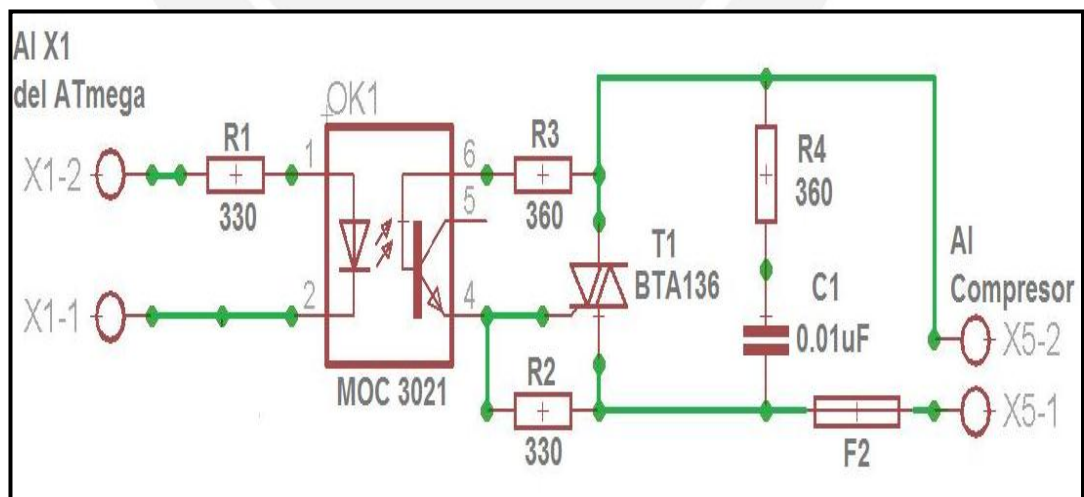 Al X1
del ATmega
X1-2
X1-1
R1
330
OK1
1
2
6
5
4
MOC 3021
R3
360
R2
330
T1
BTA136
R4
360
C1
0.01uF
F2
Al
Compresor
X5-2
X5-1